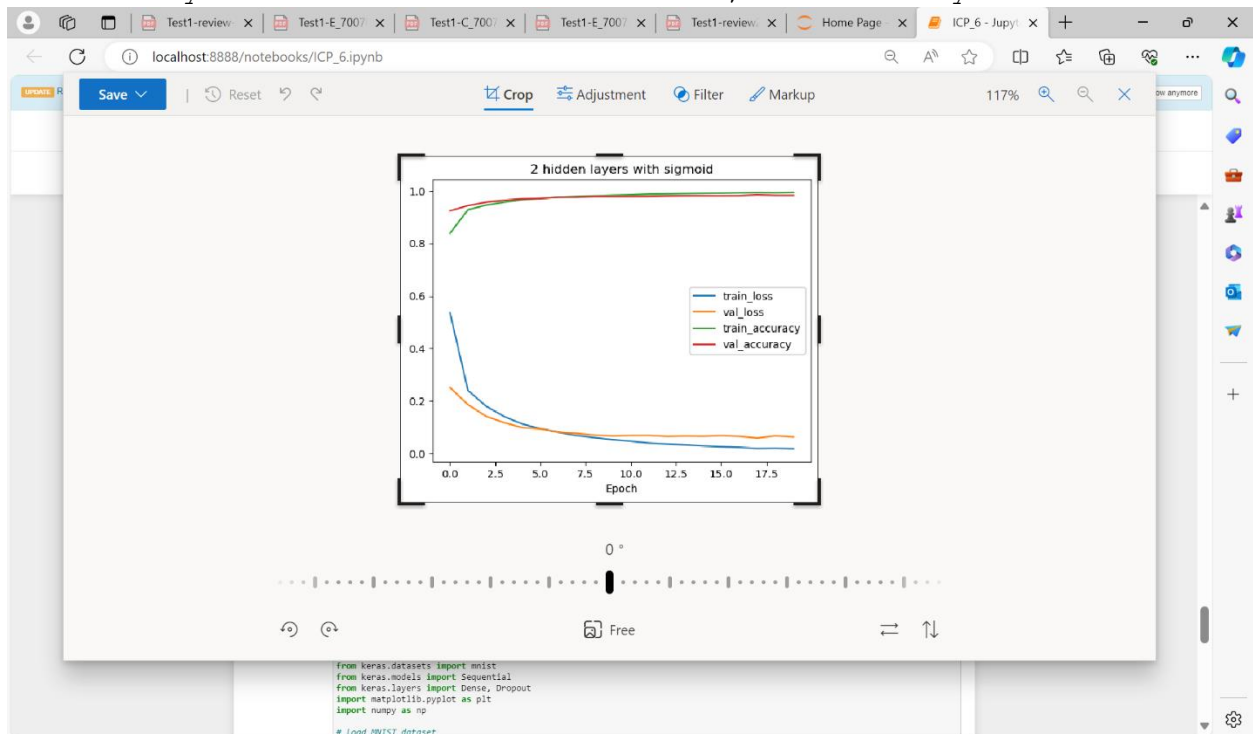 Test1-review-
Test1-E_7007
Test1-C_7007
Test1-E_7007
Test1-review
Home Page -
ICP_6 - Jupyt
localhost:8888/notebooks/ICP_6.ipynb
UPDATE R
Save
Reset
Crop
Adjustment
Filter
Markup
117%
ow anymore
2 hidden layers with sigmoid
1.0
0.8
0.6
0.4
0.2
0.0
train_loss
val_loss
train_accuracy
val_accuracy
0.0 2.5 5.0 7.5 10.0 12.5 15.0 17.5
Epoch
0 °
Free
from keras.datasets import mnist
from keras.models import Sequential
from keras.layers import Dense, Dropout
import matplotlib.pyplot as plt
import numpy as np
# Load MNIST dataset